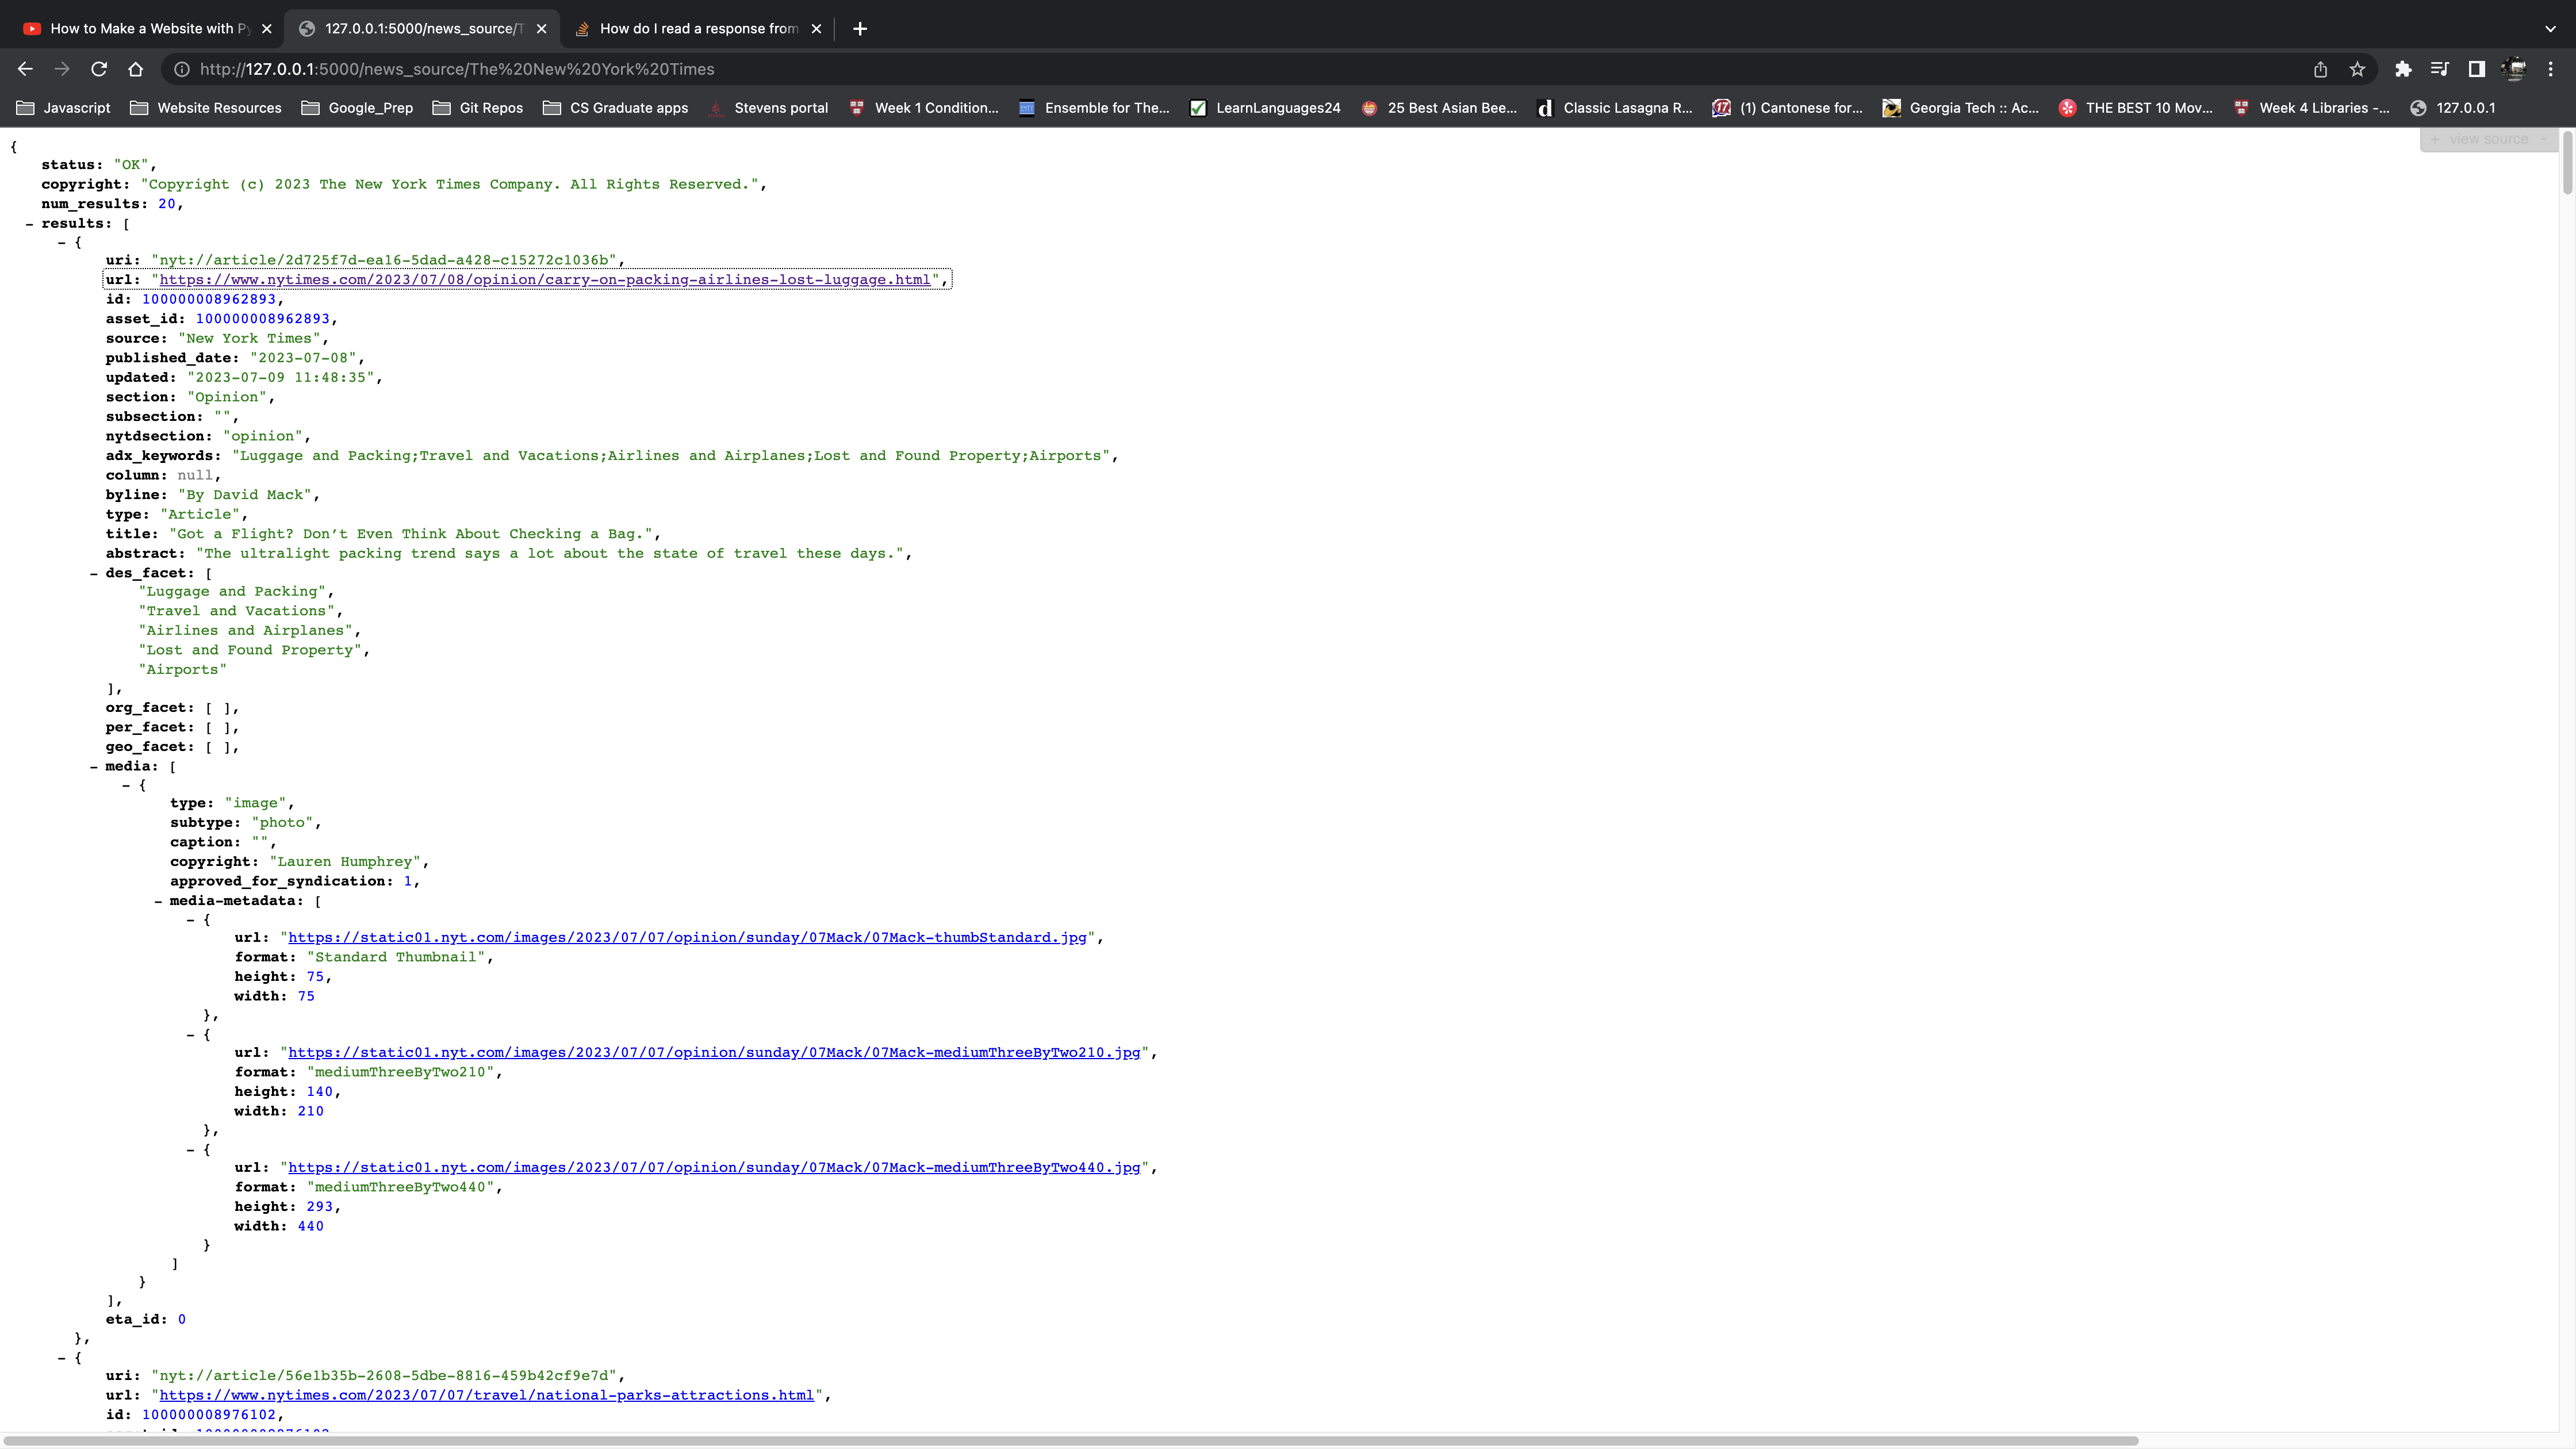 How to Make a Website with Py
127.0.0.1:5000/news_source/T
How do I read a response from
http://127.0.0.1:5000/news_source/The%20New%20York%20Times
Javascript Website Resources Google_Prep Git Repos CS Graduate apps Stevens portal Week 1 Condition... Ensemble for The... LearnLanguages24 25 Best Asian Bee... Classic Lasagna R... (1) Cantonese for... Georgia Tech :: Ac... THE BEST 10 Mov... Week 4 Libraries -... 127.0.0.1
+ view source
{
status: "OK",
copyright: "Copyright (c) 2023 The New York Times Company. All Rights Reserved.",
num_results: 20,
- results: [
- {
uri: "nyt://article/2d725f7d-ea16-5dad-a428-c15272c1036b",
url: "https://www.nytimes.com/2023/07/08/opinion/carry-on-packing-airlines-lost-luggage.html",
id: 100000008962893,
asset_id: 100000008962893,
source: "New York Times",
published_date: "2023-07-08",
updated: "2023-07-09 11:48:35",
section: "Opinion",
subsection: "",
nytdsection: "opinion",
adx_keywords: "Luggage and Packing;Travel and Vacations;Airlines and Airplanes;Lost and Found Property;Airports",
column: null,
byline: "By David Mack",
type: "Article",
title: "Got a Flight? Don’t Even Think About Checking a Bag.",
abstract: "The ultralight packing trend says a lot about the state of travel these days.",
- des_facet: [
"Luggage and Packing",
"Travel and Vacations",
"Airlines and Airplanes",
"Lost and Found Property",
"Airports"
],
org_facet: [ ],
per_facet: [ ],
geo_facet: [ ],
- media: [
- {
type: "image",
subtype: "photo",
caption: "",
copyright: "Lauren Humphrey",
approved_for_syndication: 1,
- media-metadata: [
- {
url: "https://static01.nyt.com/images/2023/07/07/opinion/sunday/07Mack/07Mack-thumbStandard.jpg",
format: "Standard Thumbnail",
height: 75,
width: 75
},
- {
url: "https://static01.nyt.com/images/2023/07/07/opinion/sunday/07Mack/07Mack-mediumThreeByTwo210.jpg",
format: "mediumThreeByTwo210",
height: 140,
width: 210
},
- {
url: "https://static01.nyt.com/images/2023/07/07/opinion/sunday/07Mack/07Mack-mediumThreeByTwo440.jpg",
format: "mediumThreeByTwo440",
height: 293,
width: 440
}
]
}
],
eta_id: 0
},
- {
uri: "nyt://article/56e1b35b-2608-5dbe-8816-459b42cf9e7d",
url: "https://www.nytimes.com/2023/07/07/travel/national-parks-attractions.html",
id: 100000008976102,